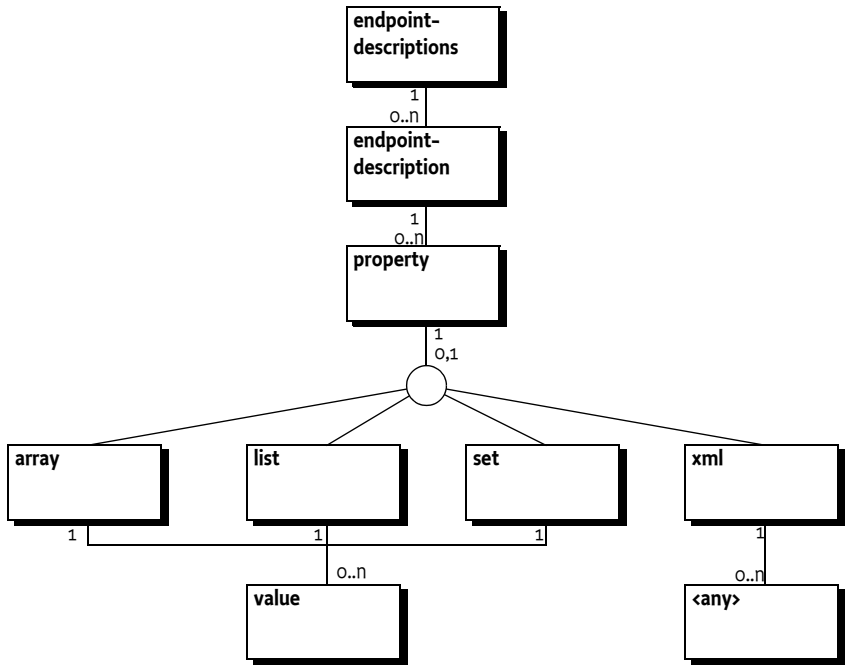 endpoint-
descriptions
1
0..n
endpoint-
description
1
0..n
property
1
0,1
array
list
set
xml
1
1
1
1
0..n
0..n
value
<any>